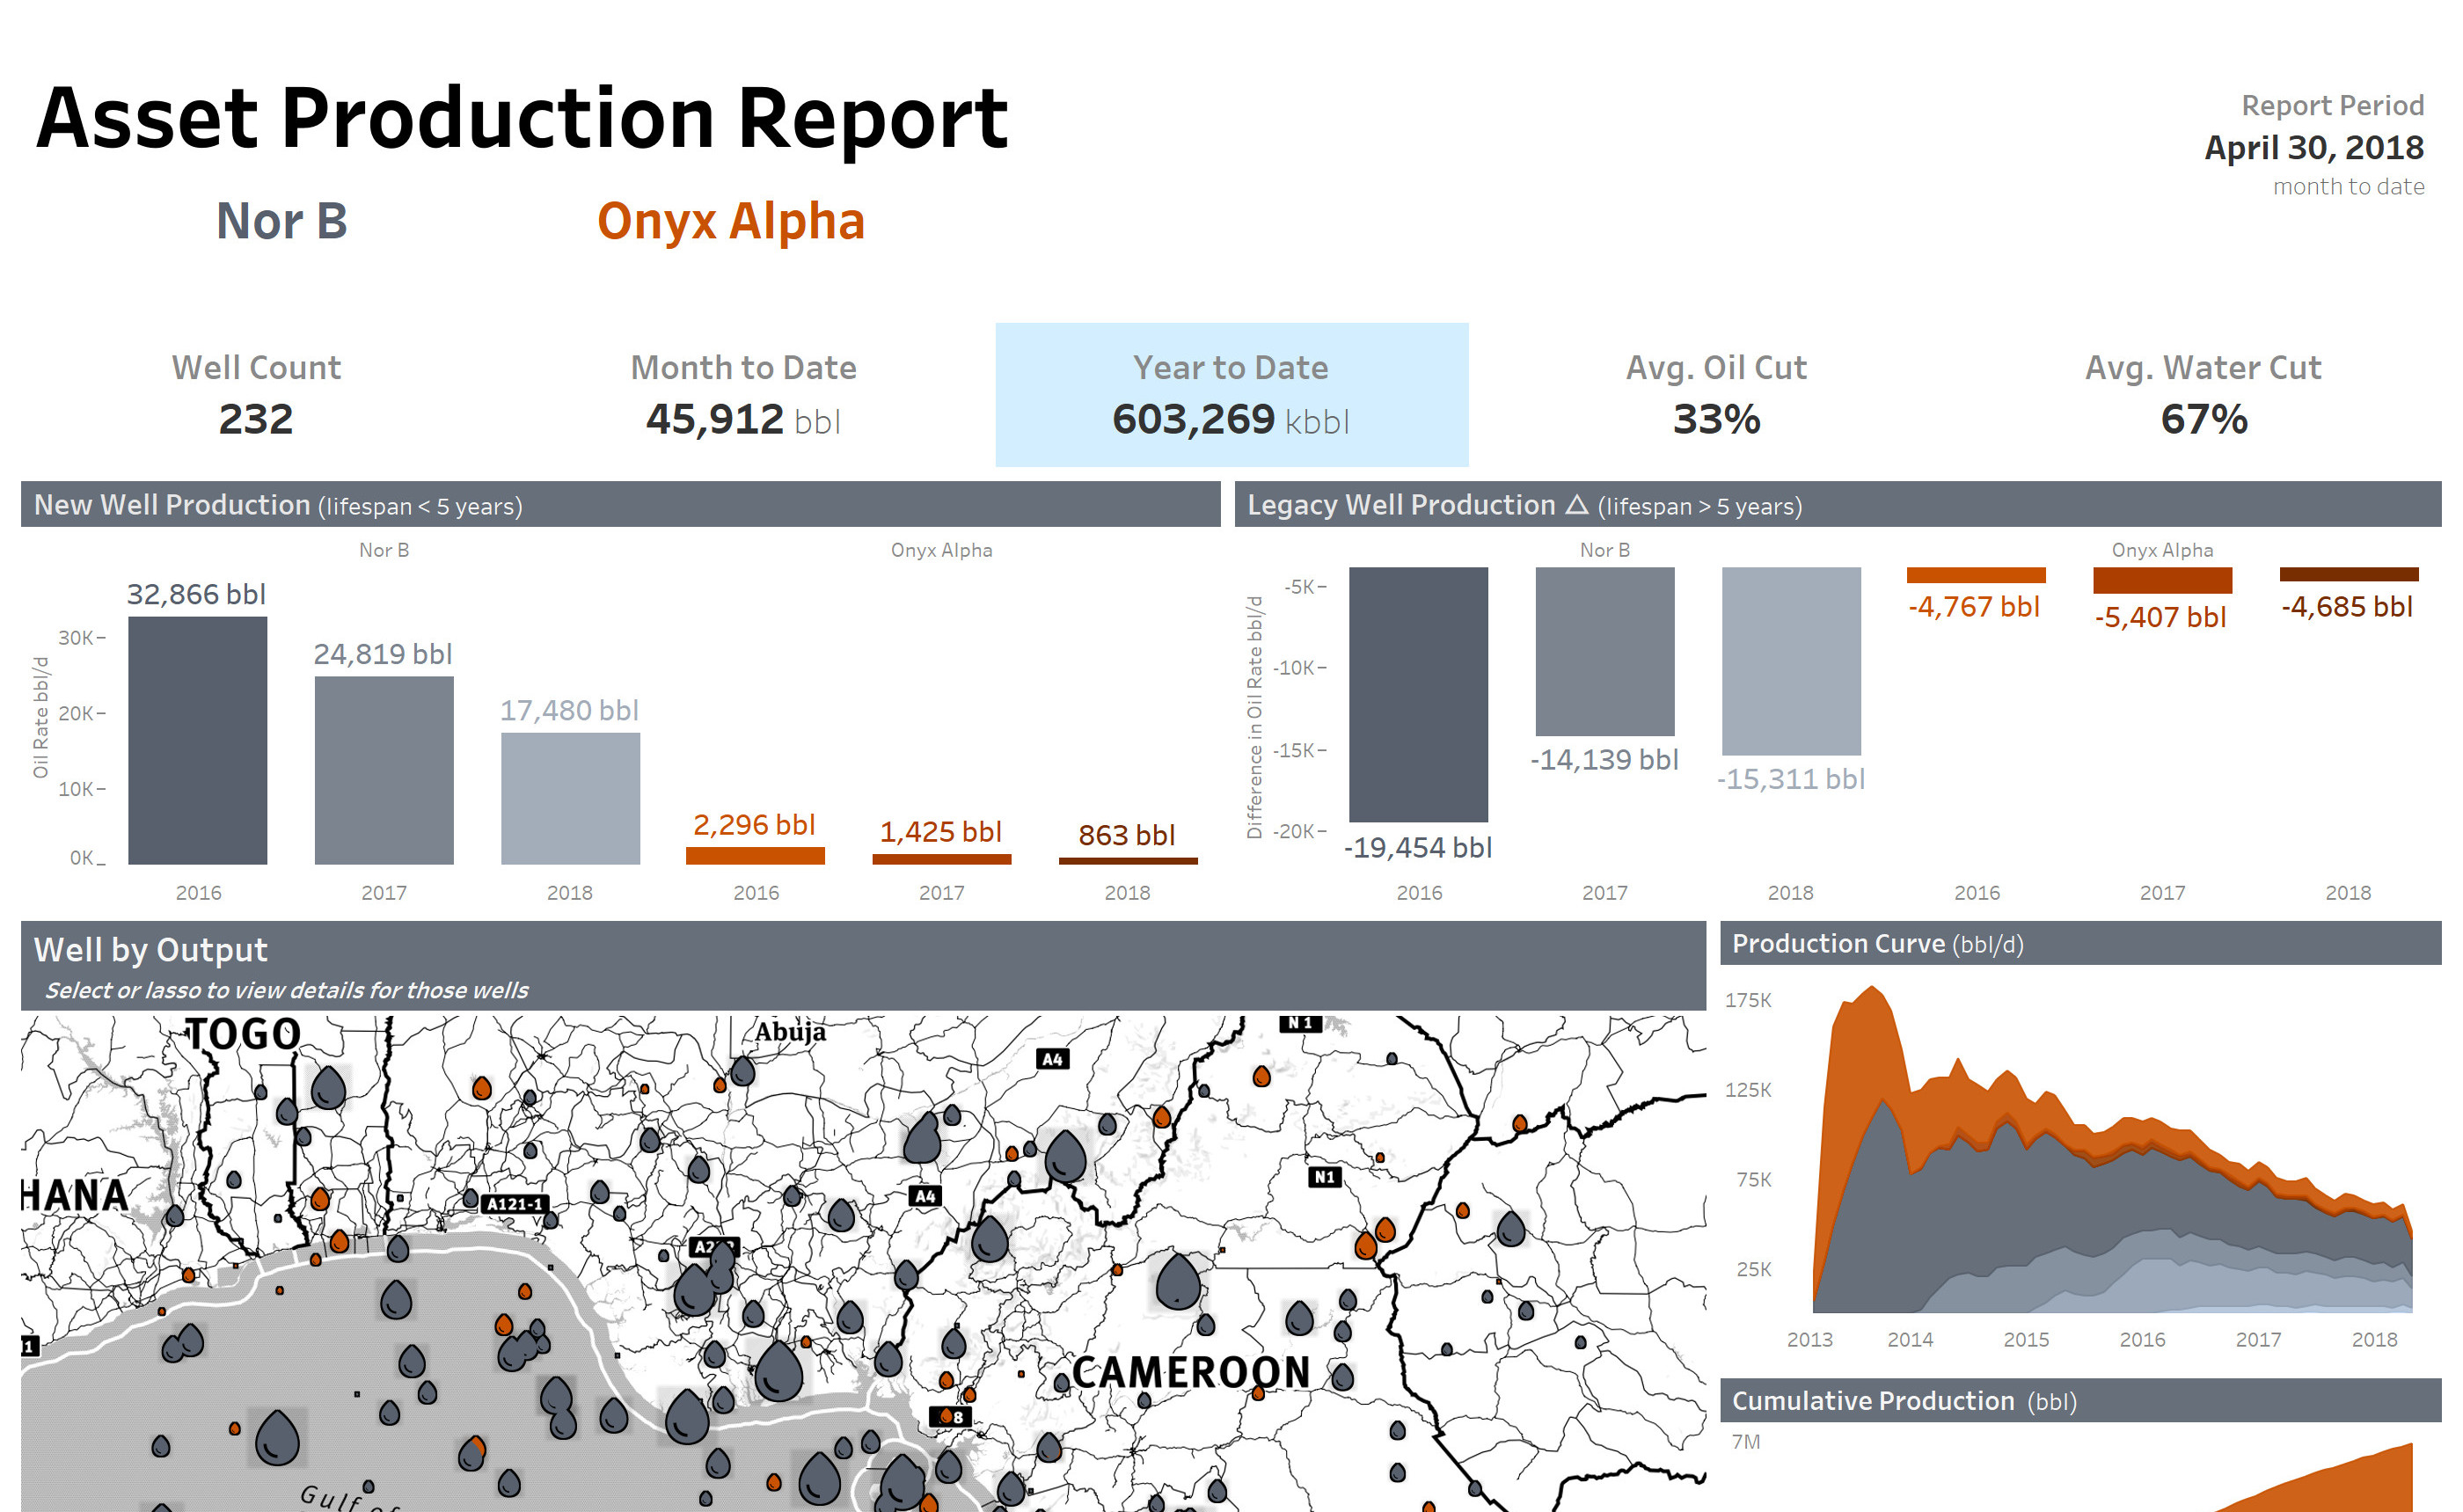 Asset Production Report
Report Period
April 30, 2018
month to date
Nor B
Onyx Alpha
Well Count
232
Month to Date
45,912 bbl
Year to Date
603,269 kbbl
Avg. Oil Cut
33%
Avg. Water Cut
67%
New Well Production (lifespan < 5 years)
Nor B
Onyx Alpha
Oil Rate bbl/d
30K
20K
10K
0K
32,866 bbl
24,819 bbl
17,480 bbl
2,296 bbl
1,425 bbl
863 bbl
2016
2017
2018
2016
2017
2018
Legacy Well Production △ (lifespan > 5 years)
Nor B
Onyx Alpha
Difference in Oil Rate bbl/d
-5K
-10K
-15K
-20K
-19,454 bbl
-14,139 bbl
-15,311 bbl
-4,767 bbl
-5,407 bbl
-4,685 bbl
2016
2017
2018
2016
2017
2018
Well by Output
Select or lasso to view details for those wells
TOGO
Abuja
N1
A4
HANA
A121-1
A4
N1
1
CAMEROON
8
Gulf of
Production Curve (bbl/d)
175K
125K
75K
25K
2013
2014
2015
2016
2017
2018
Cumulative Production (bbl)
7M